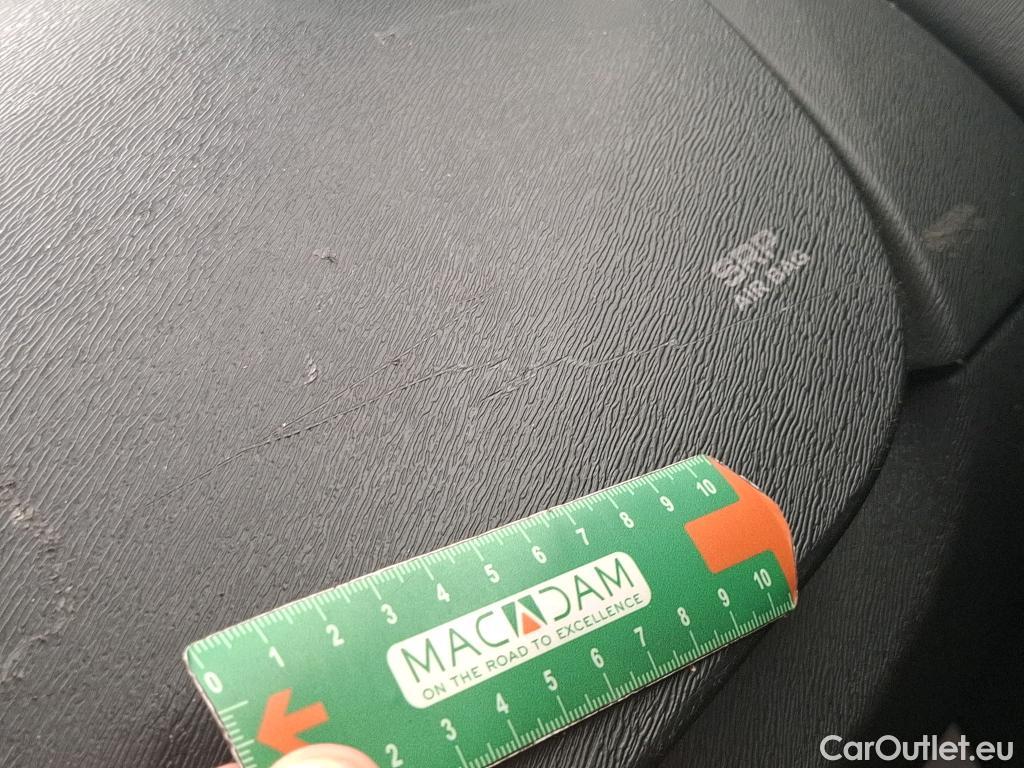 SRP
AIR BAG
1 2 3 4 5 6 7 8 9 10
0
MACADAM
ON THE ROAD TO EXCELLENCE
2 3 4 5 6 7 8 9 10
CarOutlet.eu